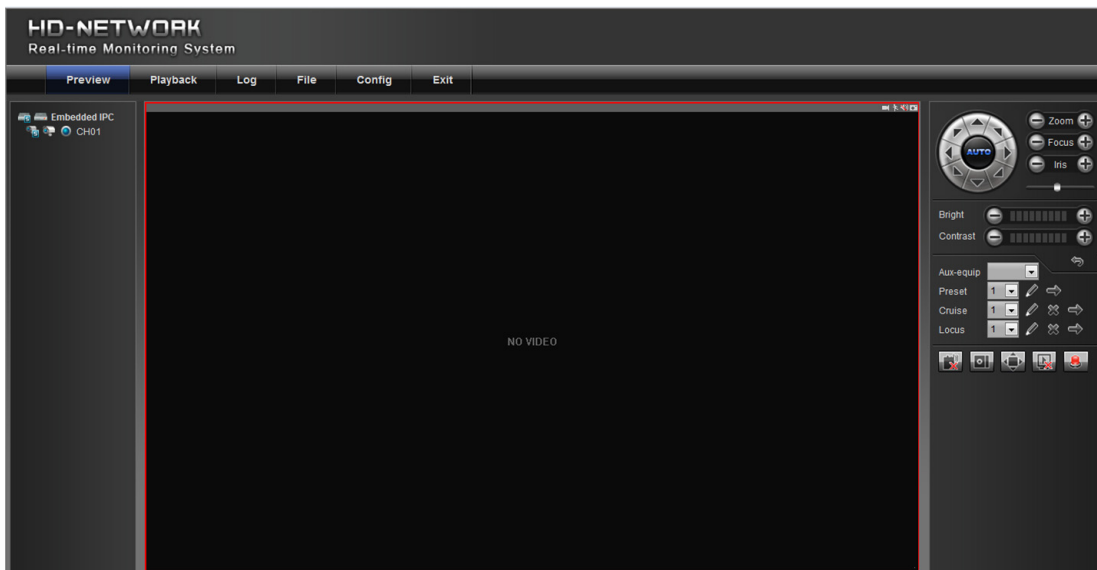 HD-NETWORK
Real-time Monitoring System
Preview Playback Log File Config Exit
Embedded IPC
CH01
NO VIDEO
AUTO
Zoom
Focus
Iris
Bright
Contrast
Aux-equip
Preset 1
Cruise 1
Locus 1